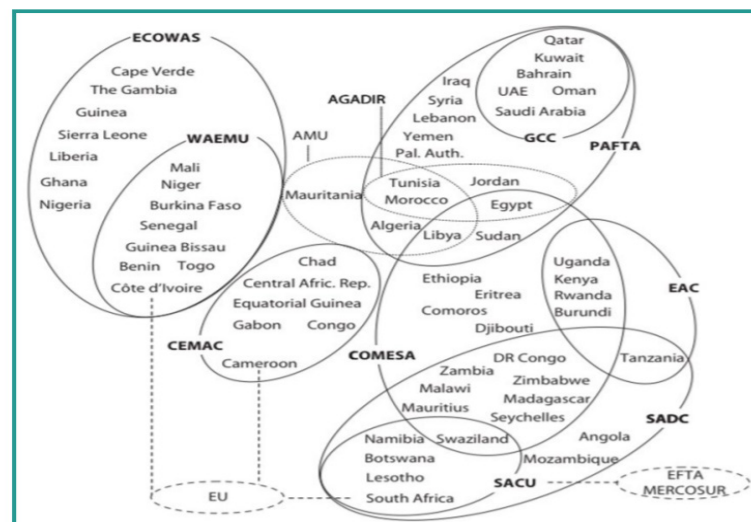 ECOWAS
Cape Verde
The Gambia
Guinea
Sierra Leone
Liberia
Ghana
Nigeria
WAEMU
Mali
Niger
Burkina Faso
Senegal
Guinea Bissau
Benin Togo
Côte d'Ivoire
AMU
Mauritania
AGADIR
Tunisia
Morocco
Jordan
Egypt
Algeria
Libya
Sudan
Iraq
Syria
Lebanon
Yemen
Pal. Auth.
Qatar
Kuwait
Bahrain
UAE Oman
Saudi Arabia
GCC
PAFTA
Chad
Central Afric. Rep.
Equatorial Guinea
Gabon Congo
CEMAC
Cameroon
COMESA
Ethiopia
Eritrea
Comoros
Djibouti
Uganda
Kenya
Rwanda
Burundi
EAC
Tanzania
DR Congo
Zambia
Zimbabwe
Malawi
Madagascar
Mauritius
Seychelles
SADC
Angola
Mozambique
Namibia Swaziland
Botswana
Lesotho
South Africa
SACU
EU
EFTA
MERCOSUR